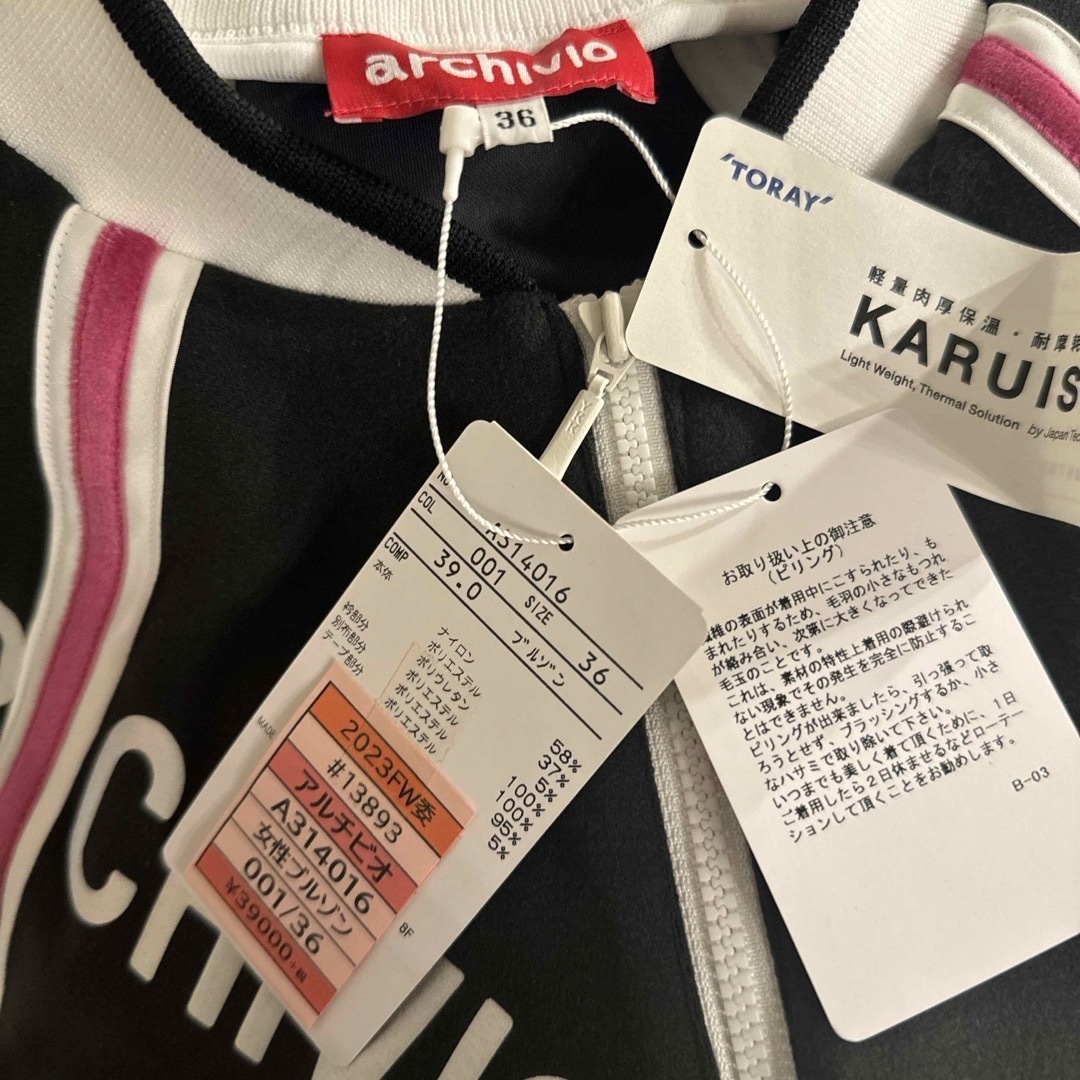 archivio
36
'TORAY'
軽量肉厚保温・耐摩
KARUIS
Light Weight, Thermal Solution by Japan Tec
NO A314016
COL 001 SIZE 36
COMP 39.0 ブルゾン
本体 ナイロン 58%
ポリエステル 37%
ポリウレタン 5%
衿部分 ポリエステル 100%
別布部分 ポリエステル 100%
テープ部分 95%
5%
MADE
8F
2023FW委
#13893
アルチビオ
A314016
女性ブルゾン
001/36
¥39000+税
お取り扱い上の御注意
(ピリング)
繊維の表面が着用中にこすられたり、も
まれたりするため、毛羽の小さなもつれ
が絡み合い、次第に大きくなってできた
毛玉のことです。
これは、素材の特性上着用の際避けられ
ない現象でその発生を完全に防止するこ
とはできません。
ピリングが出来ましたら、引っ張って取
ろうとせず、ブラッシングするか、小さ
なハサミで取り除いて下さい。
いつまでも美しく着て頂くために、1日
ご着用したら2日休ませるなどローテー
ションして頂くことをお勧めします。
B-03
CHIVI